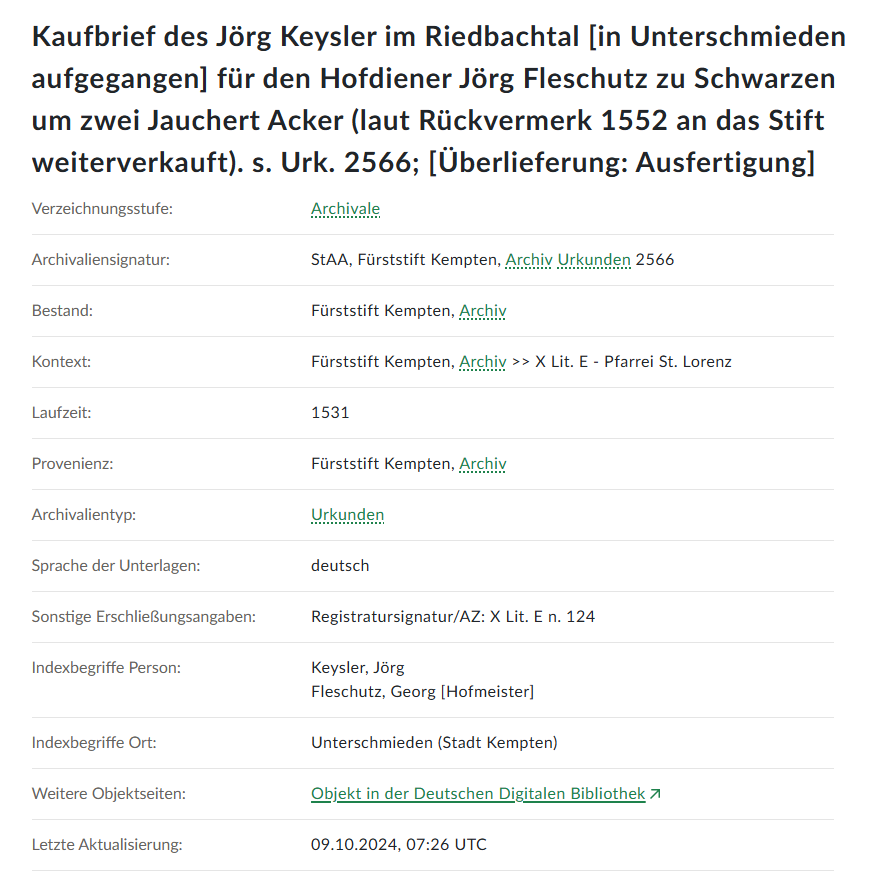 Kaufbrief des Jörg Keysler im Riedbachtal [in Unterschmieden
aufgegangen] für den Hofdiener Jörg Fleschutz zu Schwarzen
um zwei Jauchert Acker (laut Rückvermerk 1552 an das Stift
weiterverkauft). s. Urk. 2566; [Überlieferung: Ausfertigung]
Verzeichnungsstufe: Archivale
Archivaliensignatur: StAA, Fürststift Kempten, Archiv Urkunden 2566
Bestand: Fürststift Kempten, Archiv
Kontext: Fürststift Kempten, Archiv >> X Lit. E - Pfarrei St. Lorenz
Laufzeit: 1531
Provenienz: Fürststift Kempten, Archiv
Archivalientyp: Urkunden
Sprache der Unterlagen: deutsch
Sonstige Erschließungsangaben: Registratursignatur/AZ: X Lit. E n. 124
Indexbegriffe Person: Keysler, Jörg
Fleschutz, Georg [Hofmeister]
Indexbegriffe Ort: Unterschmieden (Stadt Kempten)
Weitere Objektseiten: Objekt in der Deutschen Digitalen Bibliothek
Letzte Aktualisierung: 09.10.2024, 07:26 UTC